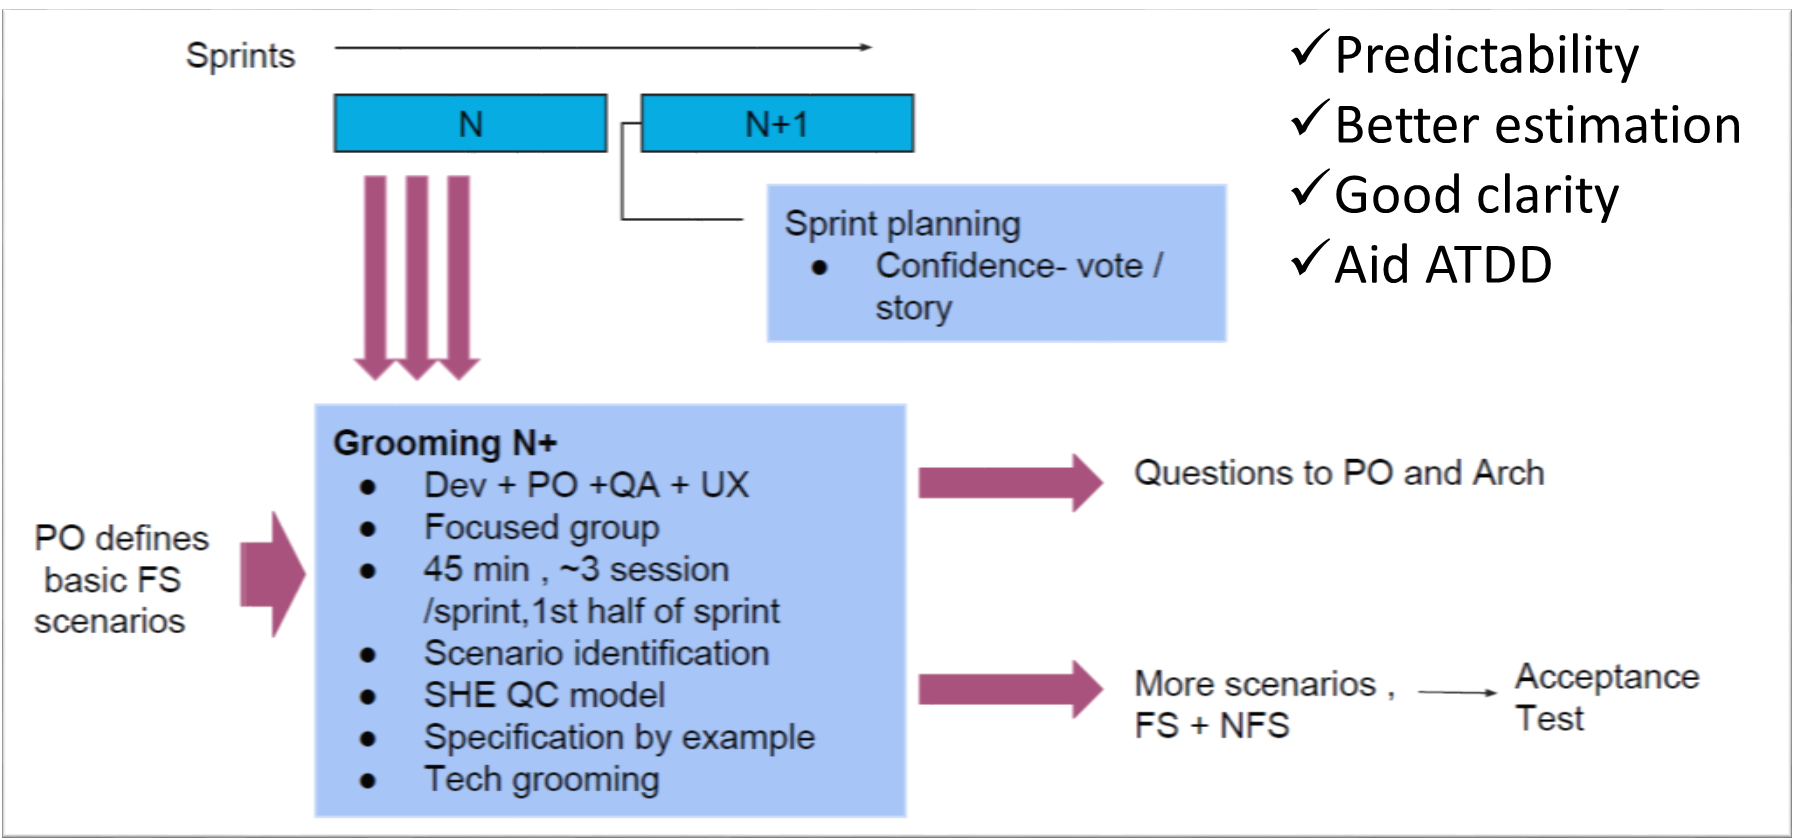 Sprints
N
N+1
✓Predictability
✓Better estimation
✓Good clarity
✓Aid ATDD
Sprint planning
● Confidence- vote /
story
Grooming N+
● Dev + PO +QA + UX
● Focused group
● 45 min , ~3 session
/sprint,1st half of sprint
● Scenario identification
● SHE QC model
● Specification by example
● Tech grooming
PO defines
basic FS
scenarios
Questions to PO and Arch
More scenarios ,
FS + NFS
Acceptance
Test